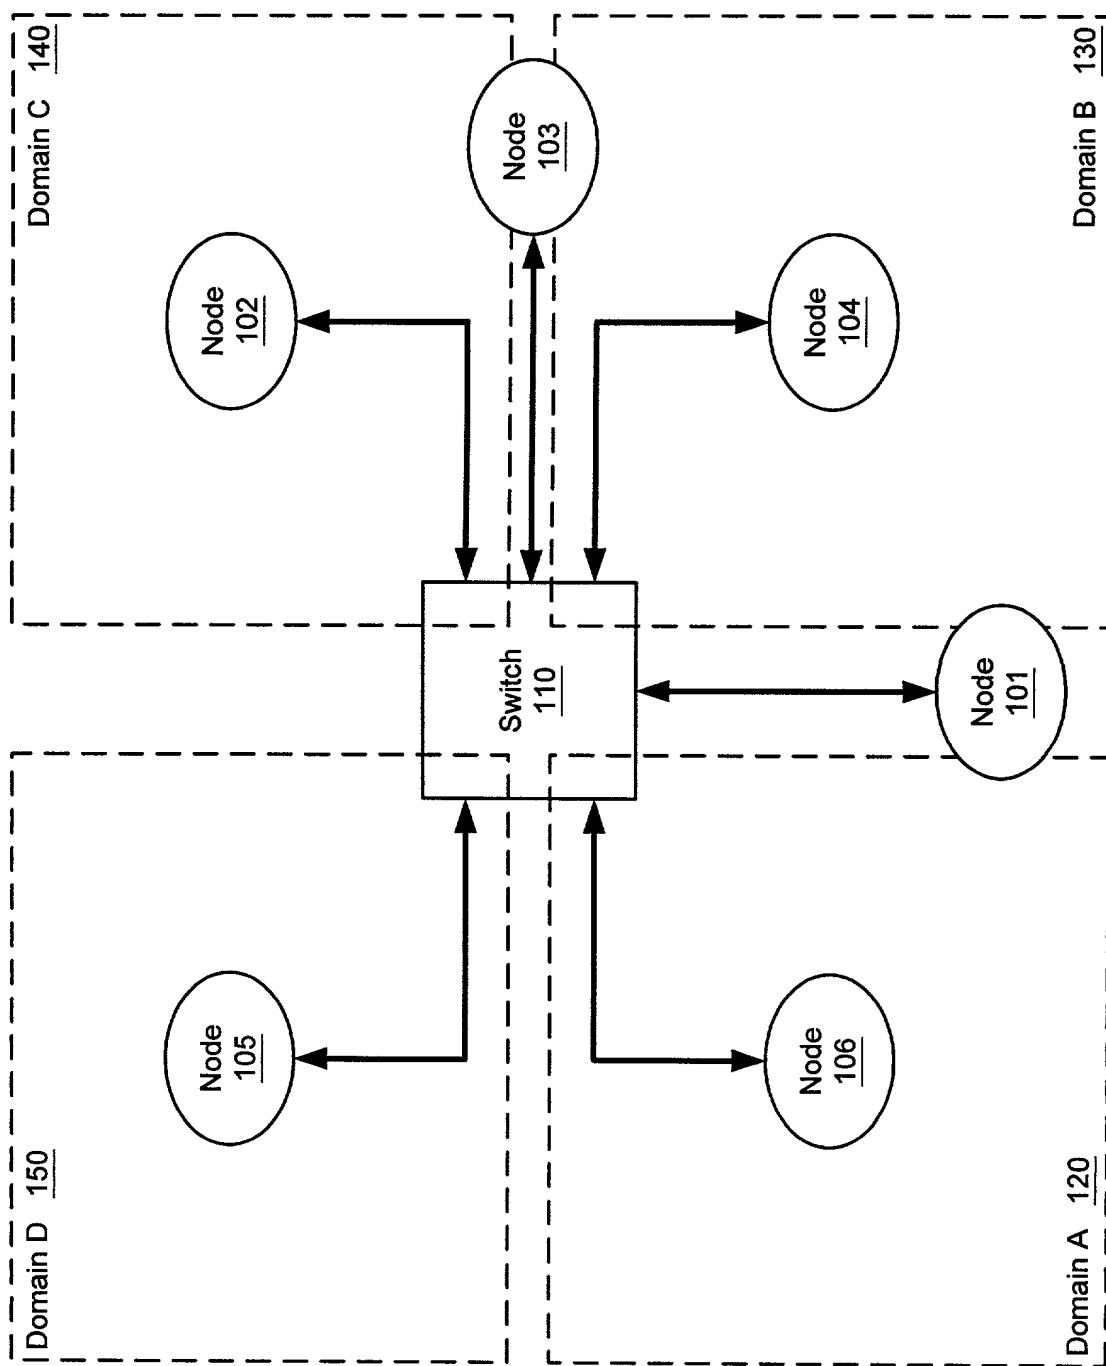 Domain D 150
Domain C 140
Node
105
Node
102
Switch
110
Node
103
Node
106
Node
104
Node
101
Domain A 120
Domain B 130